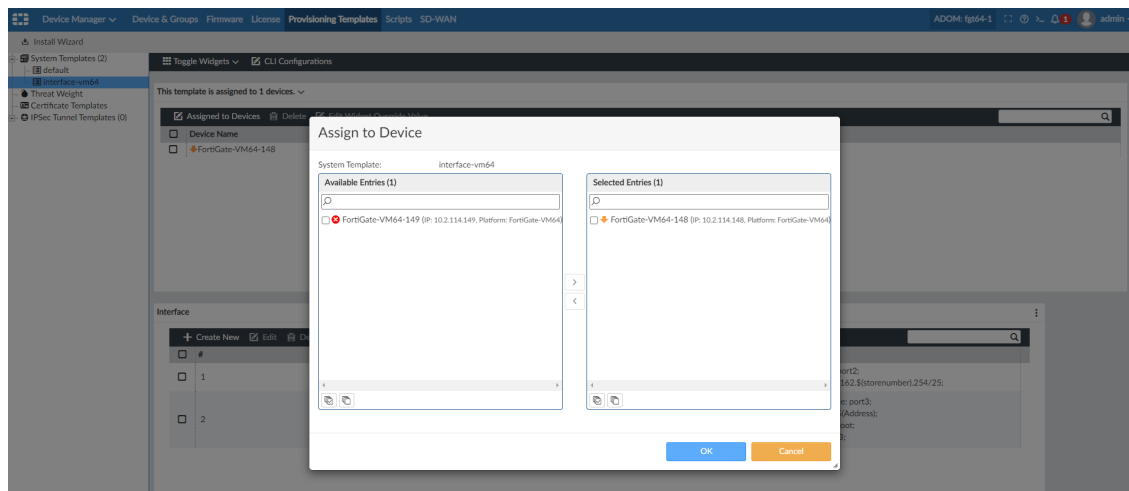 Device Manager Device & Groups Firmware License Provisioning Templates Scripts SD-WAN ADOM: fgt64-1 1 admin
Install Wizard
System Templates (2)
default
interface-vm64
Threat Weight
Certificate Templates
IPSec Tunnel Templates (0)
Toggle Widgets CLI Configurations
This template is assigned to 1 devices.
Assigned to Devices Delete Edit Widget Override Value
Device Name
FortiGate-VM64-148
Assign to Device
System Template: interface-vm64
Available Entries (1)
FortiGate-VM64-149 (IP: 10.2.114.149, Platform: FortiGate-VM64)
Selected Entries (1)
FortiGate-VM64-148 (IP: 10.2.114.148, Platform: FortiGate-VM64)
>
<
OK Cancel
Interface
+ Create New Edit
#
1
ort2;
162.$(storenumber).254/25;
2
e: port3;
(Address);
oot;